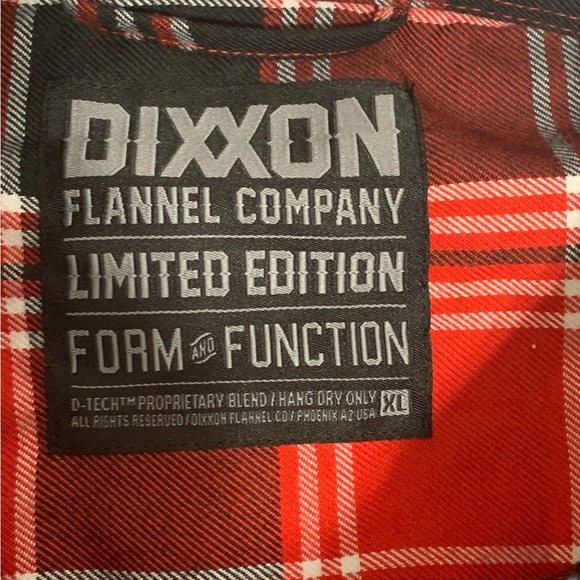 DIXXON
FLANNEL COMPANY
LIMITED EDITION
FORM AND FUNCTION
D-TECH™ PROPRIETARY BLEND / HANG DRY ONLY XL
ALL RIGHTS RESERVED / DIXXON FLANNEL CO / PHOENIX AZ USA